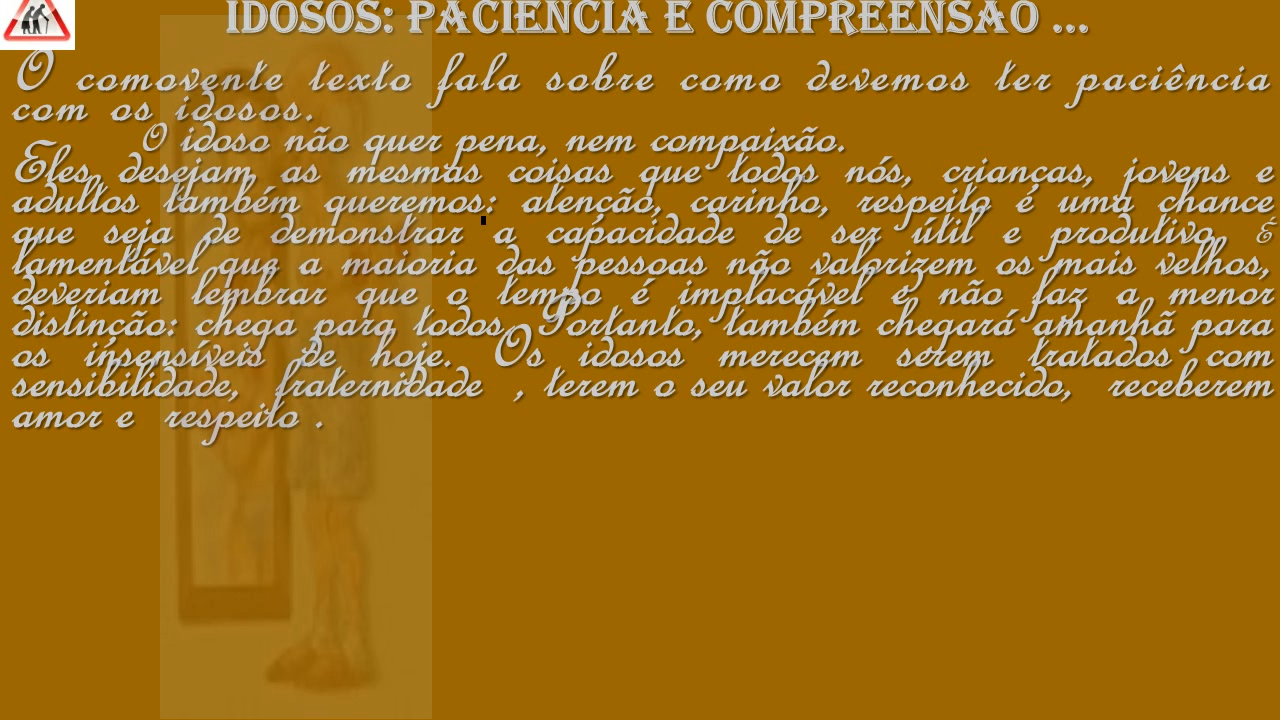 IDOSOS: PACIÊNCIA E COMPREENSÃO ...
O comovente texto fala sobre como devemos ter paciência
com os idosos.
O idoso não quer pena, nem compaixão.
Eles desejam as mesmas coisas que todos nós, crianças, jovens e
adultos também queremos: atenção, carinho, respeito e uma chance
que seja de demonstrar a capacidade de ser útil e produtivo. É
lamentável que a maioria das pessoas não valorizem os mais velhos,
deveriam lembrar que o tempo é implacável e não faz a menor
distinção: chega para todos. Portanto, também chegará amanhã para
os insensíveis de hoje. Os idosos merecem serem tratados com
sensibilidade, fraternidade , terem o seu valor reconhecido, receberem
amor e respeito .